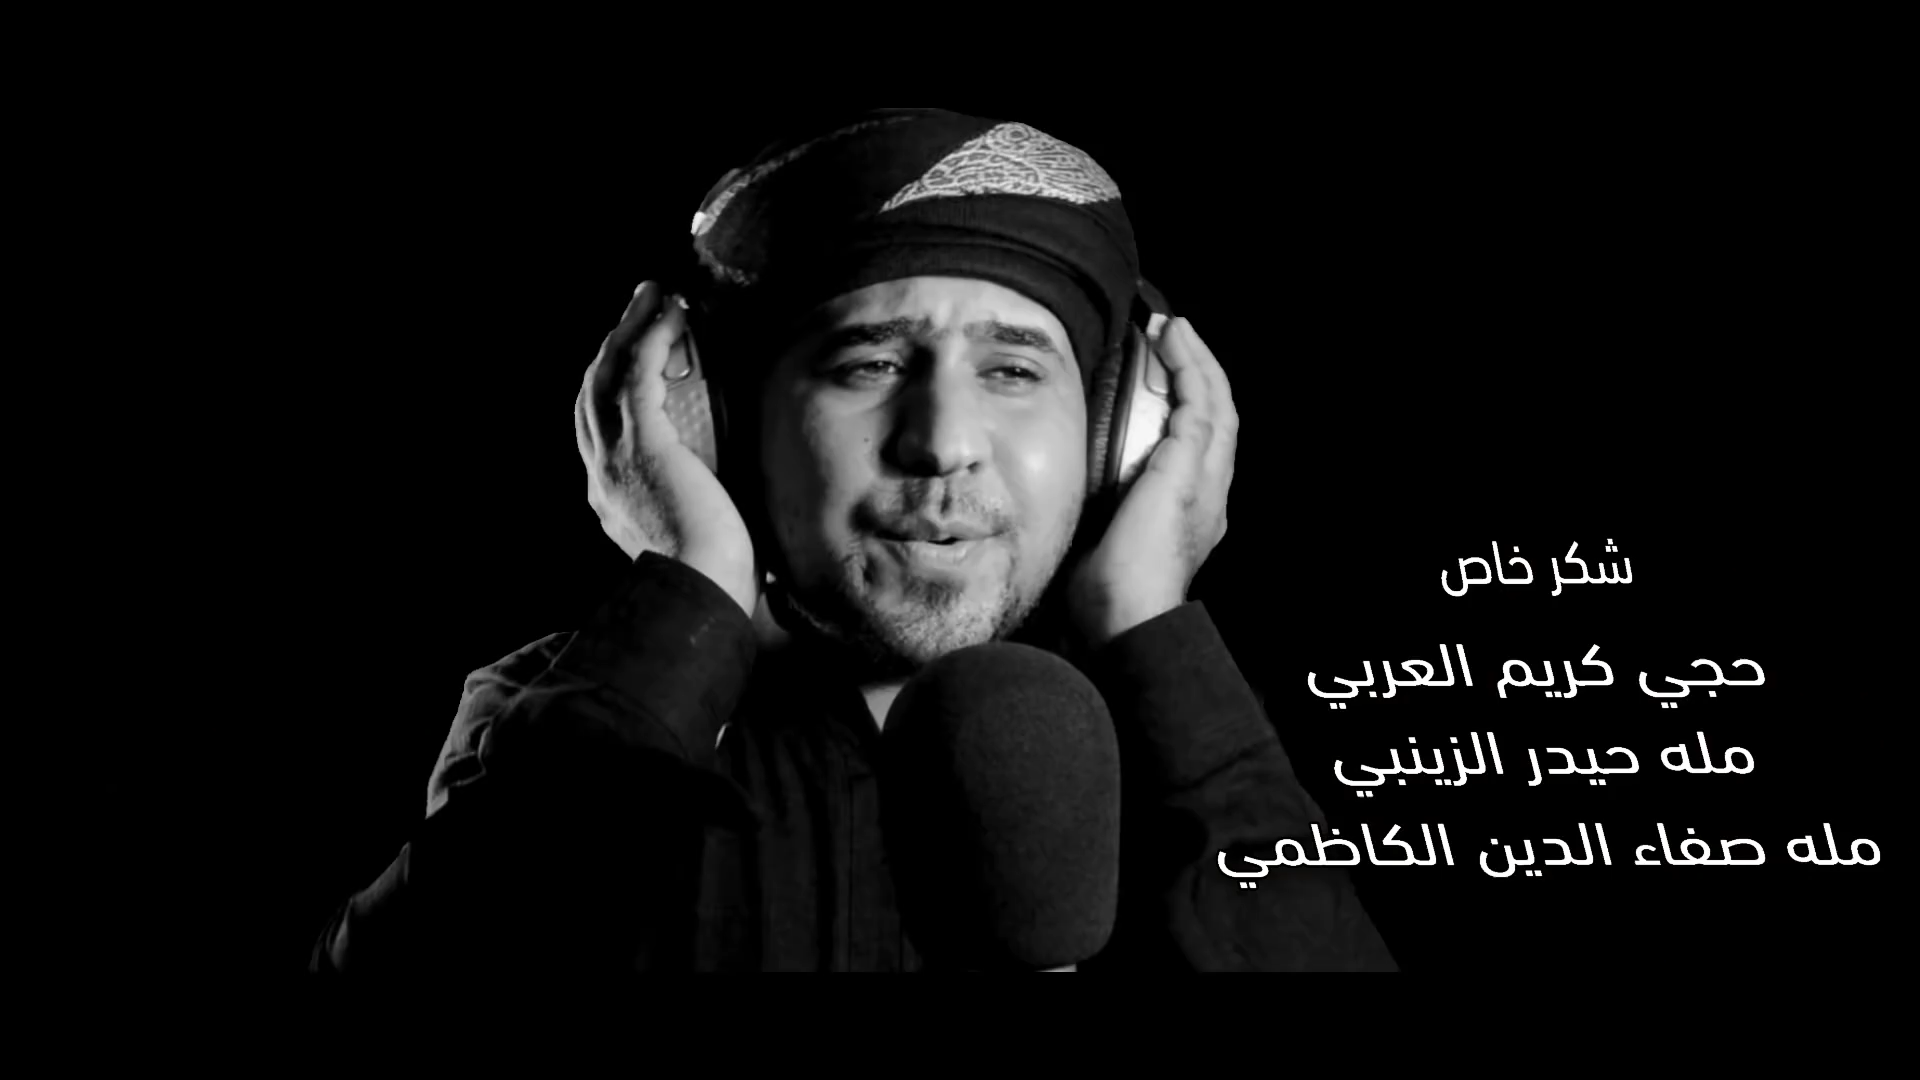 شكر خاص
حجي كريم العربي
مله حيدر الزينبي
مله صفاء الدين الكاظمي